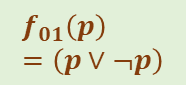 f₀₁(p)
= (p ∨ ¬p)